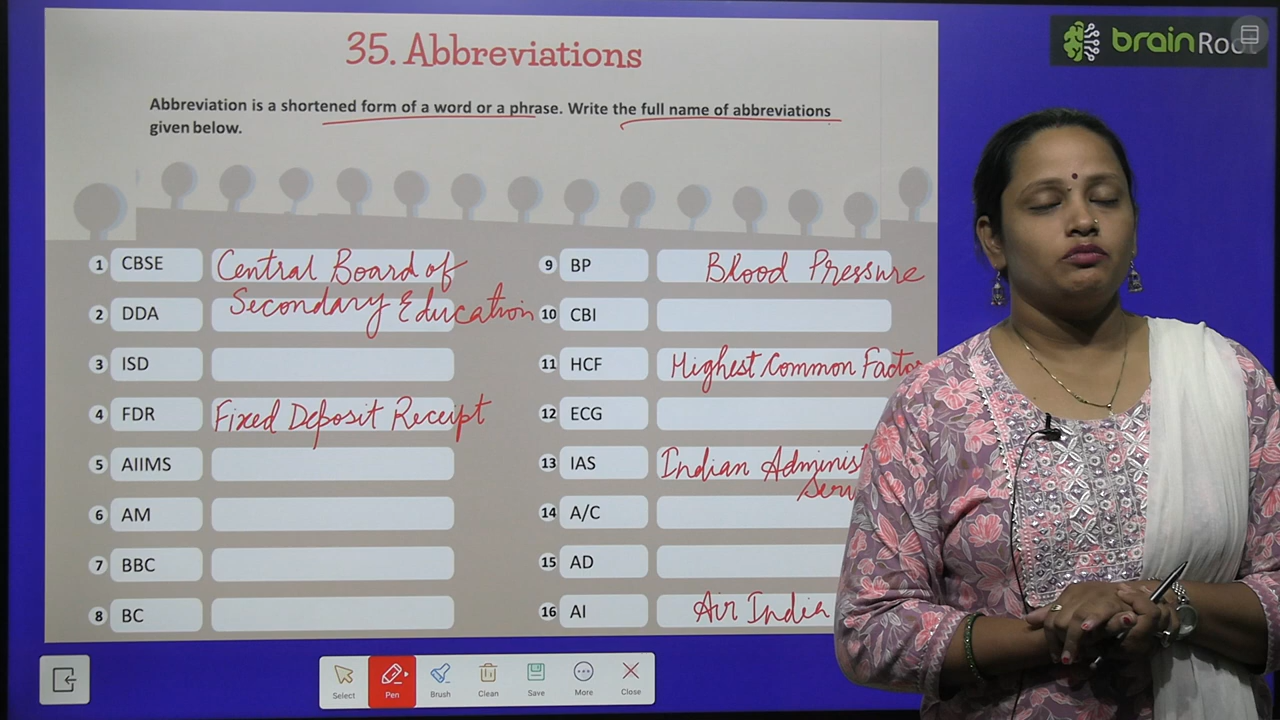 brainRoot
35. Abbreviations
Abbreviation is a shortened form of a word or a phrase. Write the full name of abbreviations
given below.
1 CBSE Central Board of
Secondary Education
2 DDA
3 ISD
4 FDR Fixed Deposit Receipt
5 AIIMS
6 AM
7 BBC
8 BC
9 BP Blood Pressure
10 CBI
11 HCF Highest Common Factor
12 ECG
13 IAS Indian
14 A/C
15 AD
16 AI Air India
Select Pen Brush Clean Save More Close